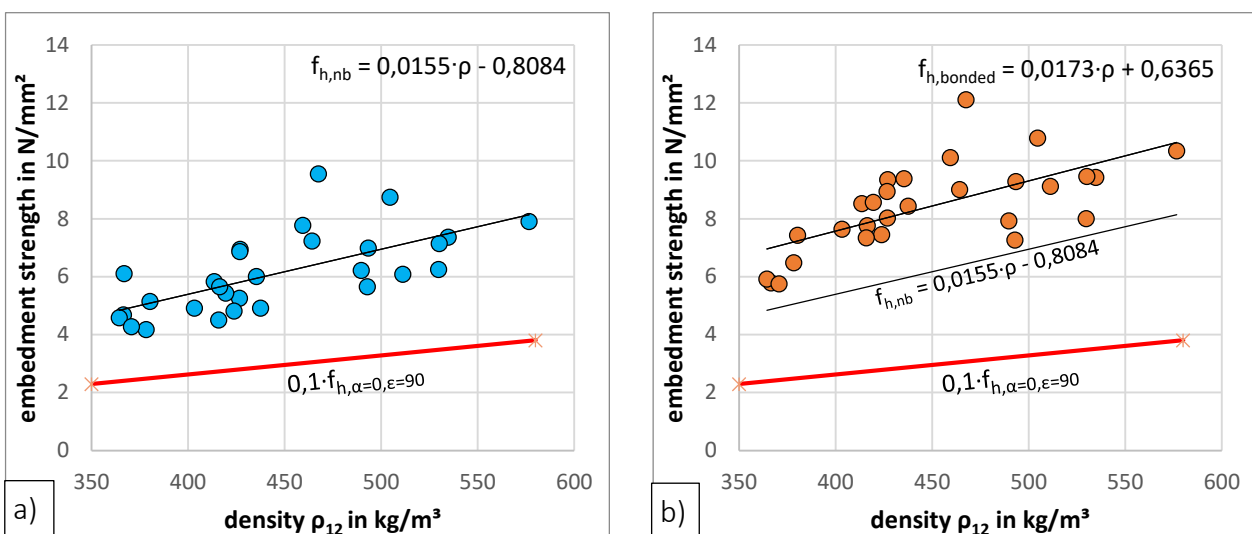 embedment strength in N/mm²
14
12
10
8
6
4
2
0
f_h,nb = 0,0155·ρ - 0,8084
0,1·f_h,α=0,ε=90
350 400 450 500 550 600
density ρ₁₂ in kg/m³
a)
embedment strength in N/mm²
14
12
10
8
6
4
2
0
f_h,bonded = 0,0173·ρ + 0,6365
f_h,nb = 0,0155·ρ - 0,8084
0,1·f_h,α=0,ε=90
350 400 450 500 550 600
density ρ₁₂ in kg/m³
b)